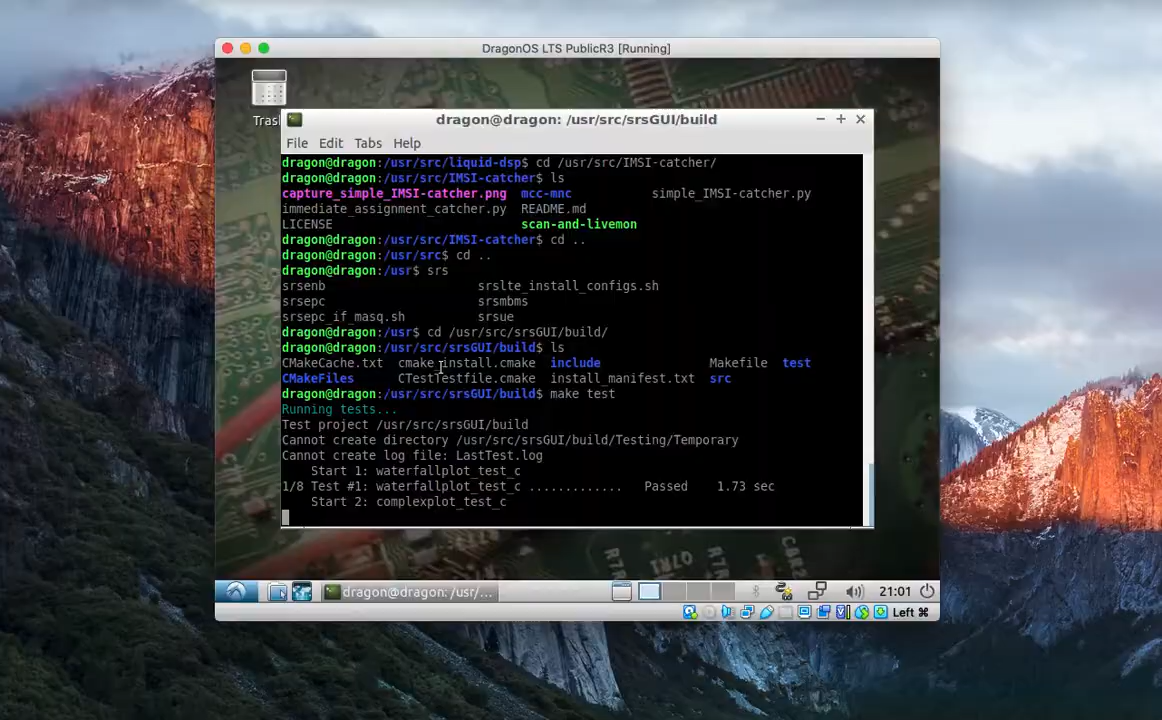 DragonOS LTS PublicR3 [Running]
dragon@dragon: /usr/src/srsGUI/build
File Edit Tabs Help
dragon@dragon:/usr/src/liquid-dsp$ cd /usr/src/IMSI-catcher/
dragon@dragon:/usr/src/IMSI-catcher$ ls
capture_simple_IMSI-catcher.png mcc-mnc simple_IMSI-catcher.py
immediate_assignment_catcher.py README.md
LICENSE scan-and-livemon
dragon@dragon:/usr/src/IMSI-catcher$ cd ..
dragon@dragon:/usr/src$ cd ..
dragon@dragon:/usr$ srs
srsenb srslte_install_configs.sh
srsepc srsmbms
srsepc_if_masq.sh srsue
dragon@dragon:/usr$ cd /usr/src/srsGUI/build/
dragon@dragon:/usr/src/srsGUI/build$ ls
CMakeCache.txt cmake_install.cmake include Makefile test
CMakeFiles CTestTestfile.cmake install_manifest.txt src
dragon@dragon:/usr/src/srsGUI/build$ make test
Running tests...
Test project /usr/src/srsGUI/build
Cannot create directory /usr/src/srsGUI/build/Testing/Temporary
Cannot create log file: LastTest.log
Start 1: waterfallplot_test_c
1/8 Test #1: waterfallplot_test_c ............. Passed 1.73 sec
Start 2: complexplot_test_c
dragon@dragon: /usr/...
21:01
Left ⌘